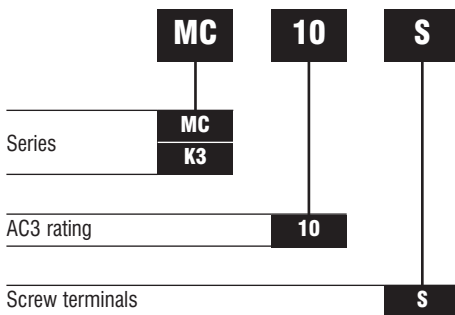 MC 10 S
Series MC
K3
AC3 rating 10
Screw terminals S